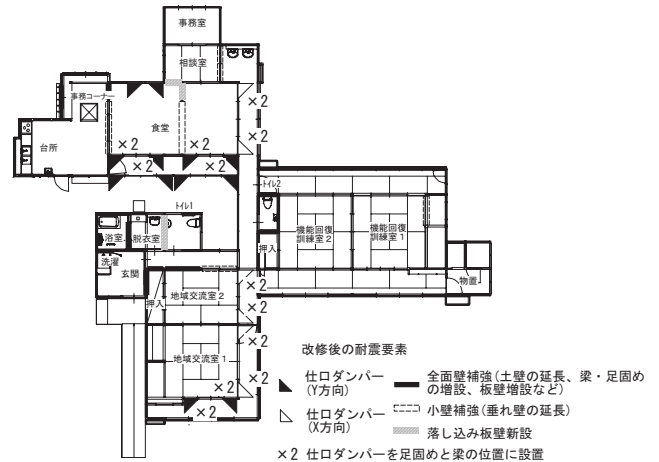 事務室
相談室
事務コーナー
×2
×2
食堂
×2
×2
×2
×2
台所
×2
×2
トイレ2
トイレ1
浴室
脱衣室
機能回復
訓練室2
機能回復
訓練室1
押入
洗濯
玄関
物置
×2
押入
地域交流室2
×2
地域交流室1
×2
×2
×2
改修後の耐震要素
仕口ダンパー
(Y方向)
全面壁補強(土壁の延長、梁・足固め
の増設、板壁増設など)
仕口ダンパー
(X方向)
小壁補強(垂れ壁の延長)
落し込み板壁新設
×2 仕口ダンパーを足固めと梁の位置に設置